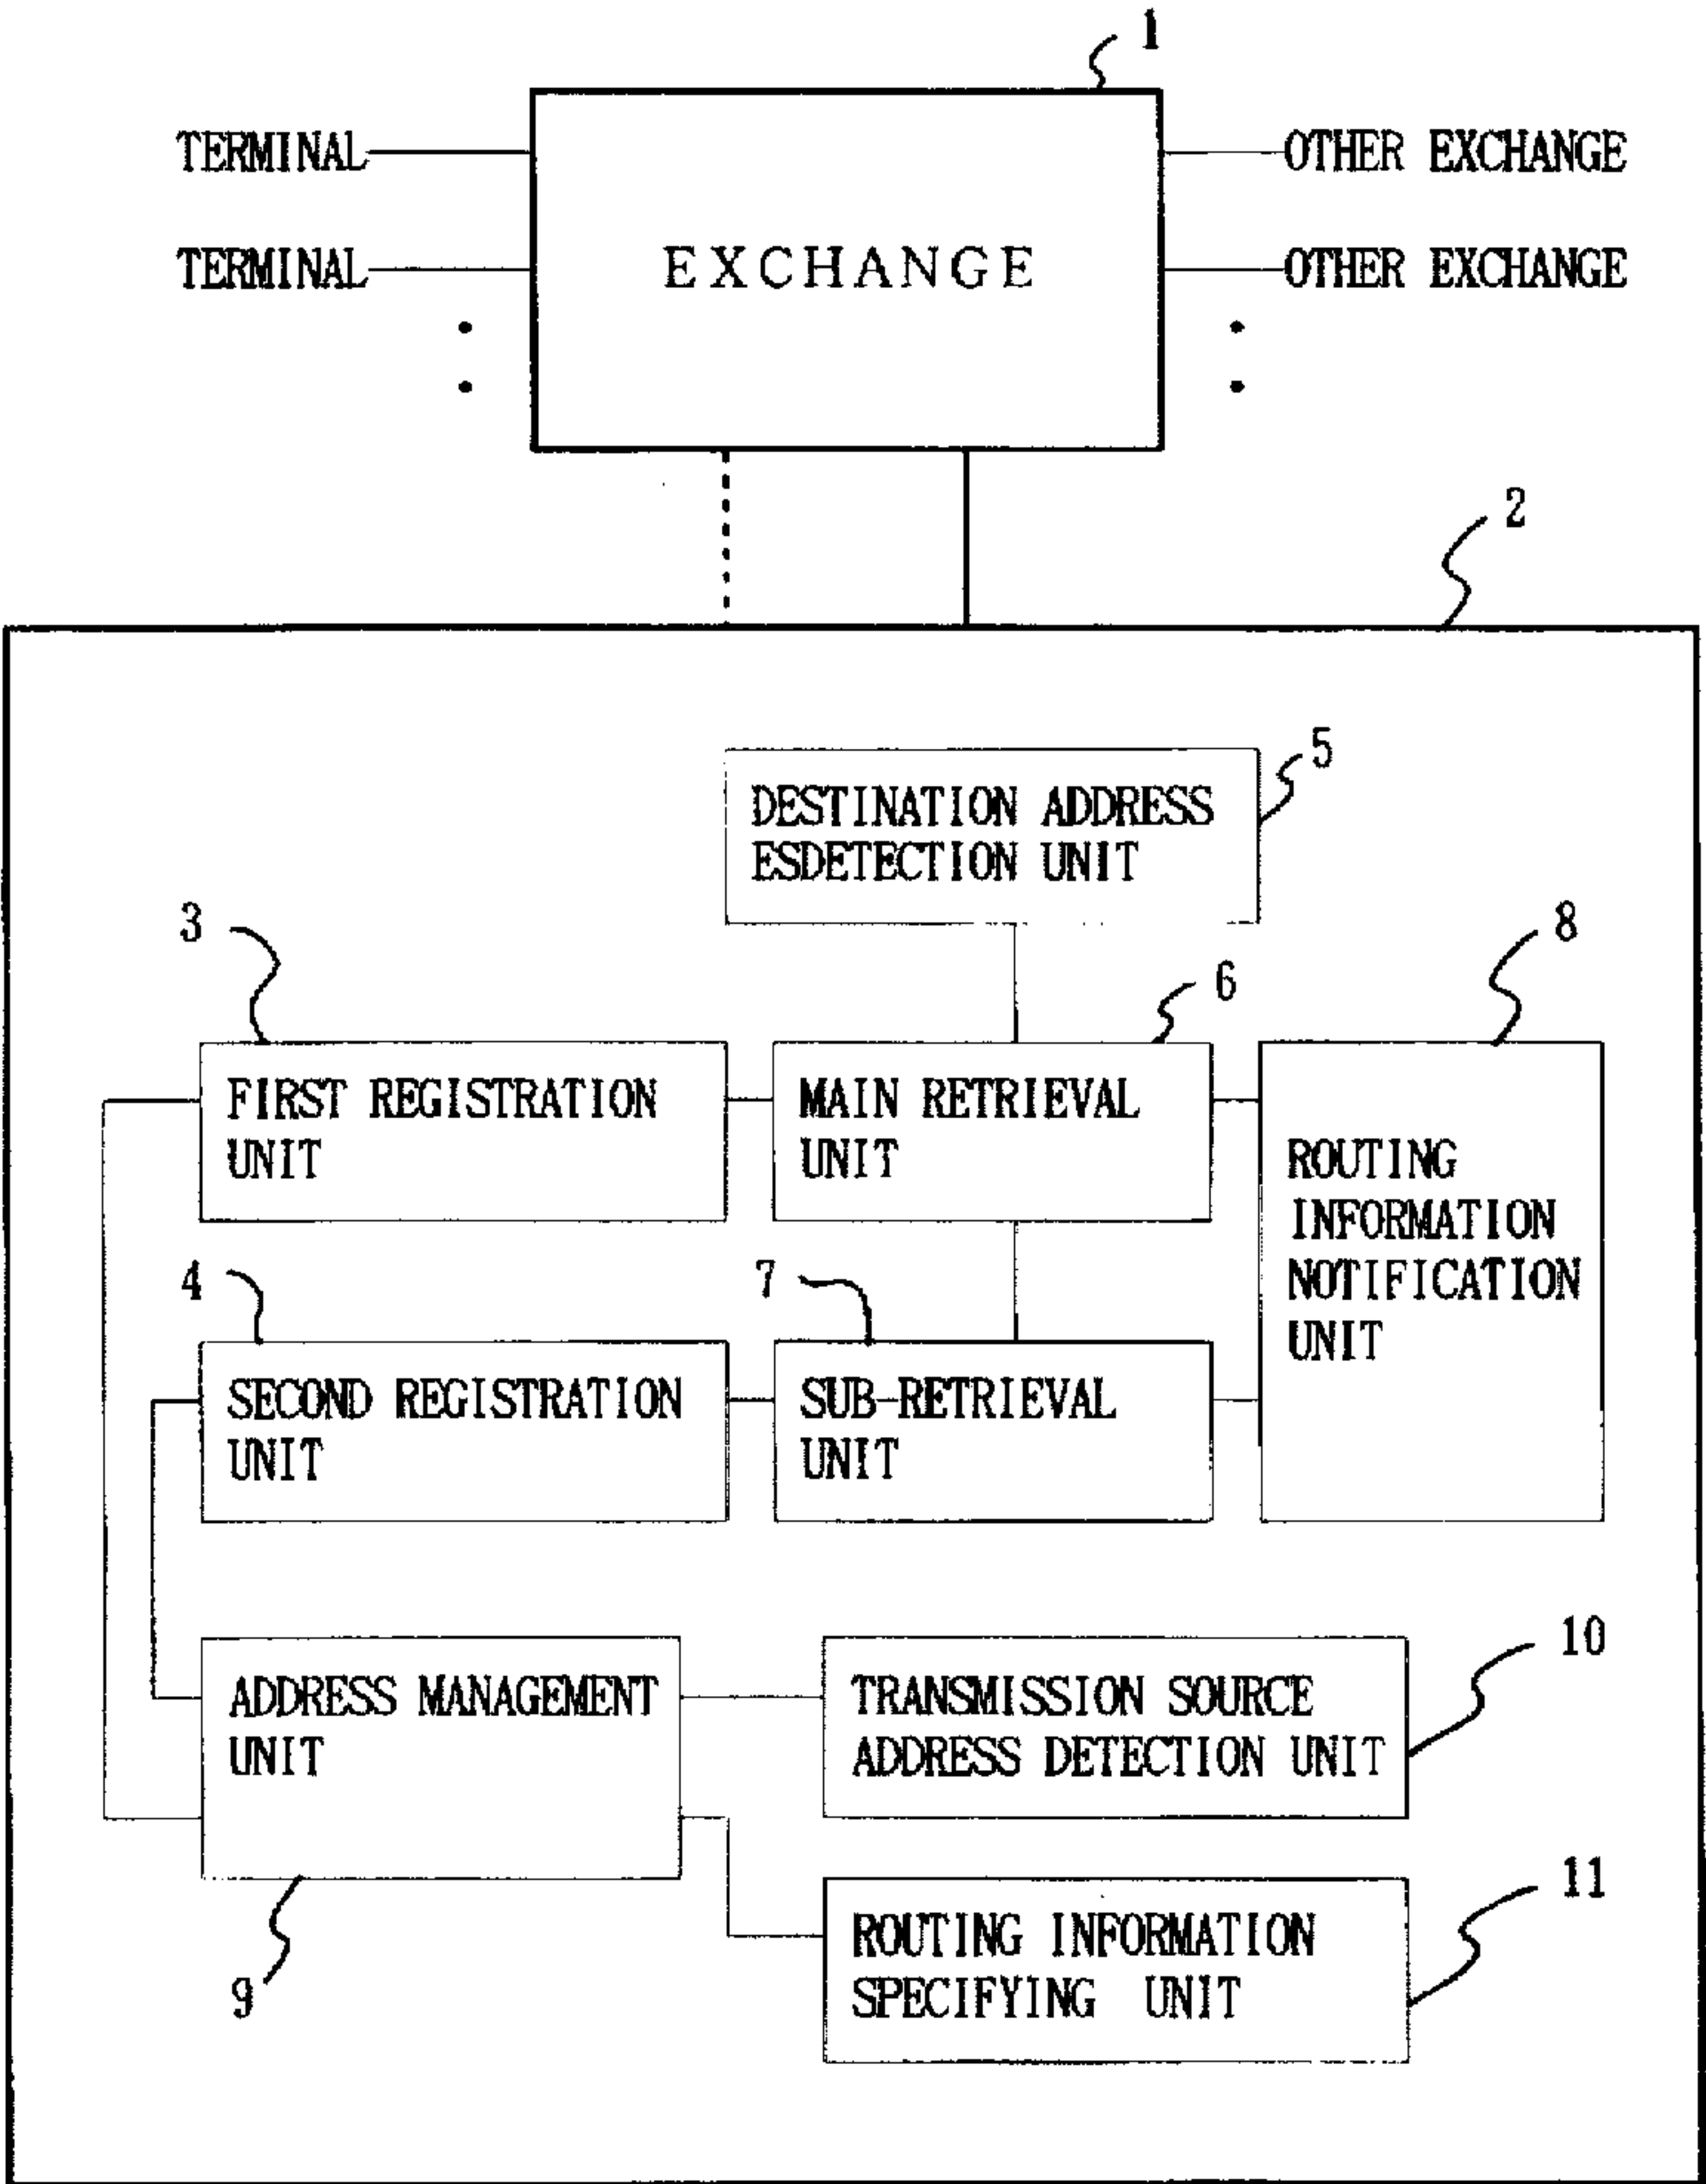 1
TERMINAL
OTHER EXCHANGE
EXCHANGE
TERMINAL
OTHER EXCHANGE
2
5
DESTINATION ADDRESS
ESDETECTION UNIT
3
6
8
FIRST REGISTRATION
UNIT
MAIN RETRIEVAL
UNIT
ROUTING
INFORMATION
NOTIFICATION
UNIT
4
7
SECOND REGISTRATION
UNIT
SUB-RETRIEVAL
UNIT
10
ADDRESS MANAGEMENT
UNIT
TRANSMISSION SOURCE
ADDRESS DETECTION UNIT
9
11
ROUTING INFORMATION
SPECIFYING UNIT